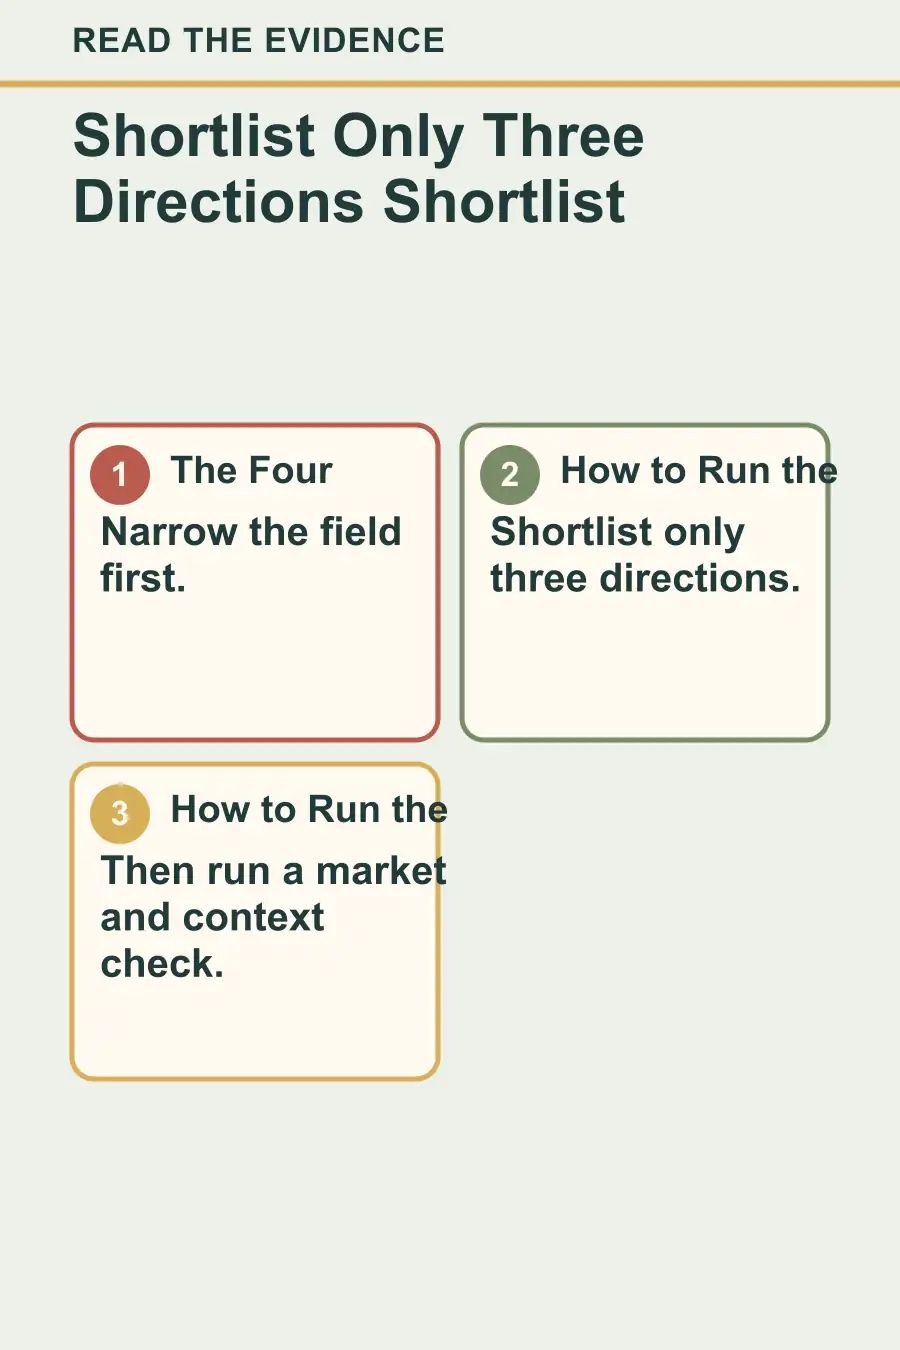 READ THE EVIDENCE
Shortlist Only Three
Directions Shortlist
1 The Four
Narrow the field
first.
2 How to Run the
Shortlist only
three directions.
3 How to Run the
Then run a market
and context
check.